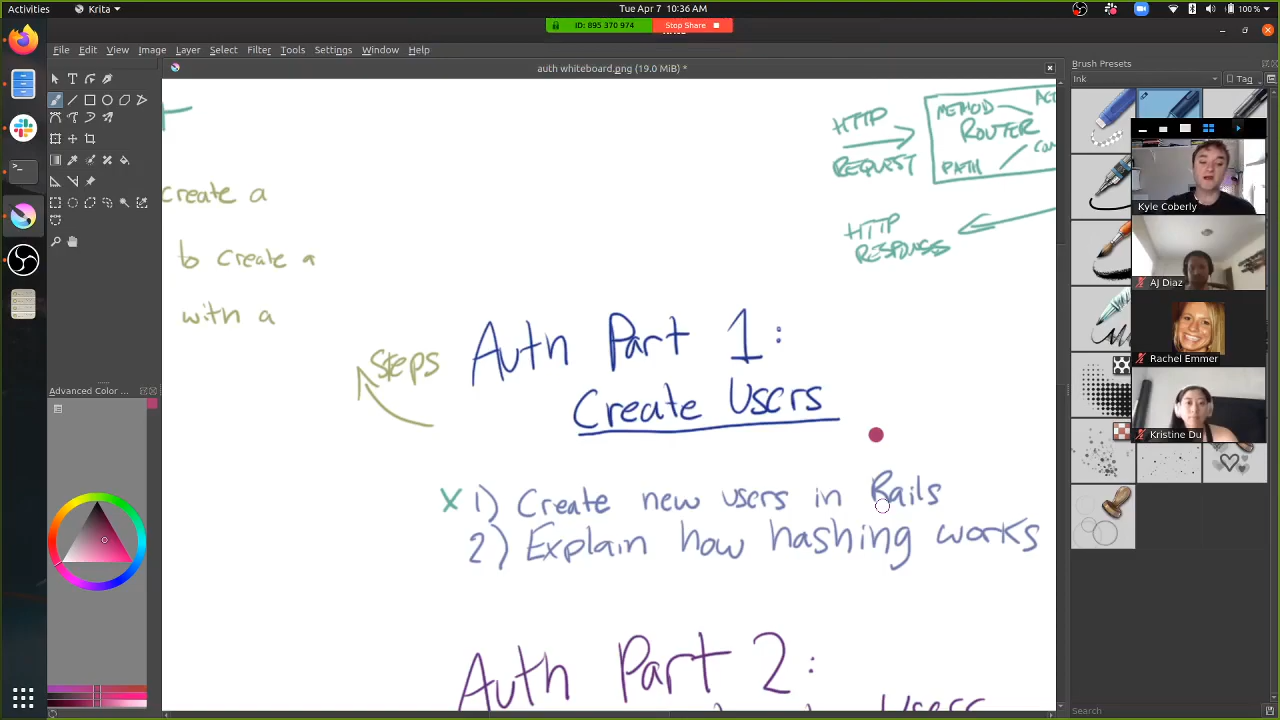 Activities
Krita
Tue Apr 7 10:36 AM
100 %
ID: 895 370 974
Stop Share
File Edit View Image Layer Select Filter Tools Settings Window Help
auth whiteboard.png (19.0 MiB) *
Brush Presets
Ink
Tag
create a
to create a
with a
HTTP
REQUEST
METHOD
ROUTER
PATH
HTTP
RESPONSES
Steps
Auth Part 1:
Create Users
X 1) Create new users in Rails
2) Explain how hashing works
Auth Part 2:
Users
Advanced Color ...
Kyle Coberly
AJ Diaz
Rachel Emmer
Kristine Du
Search